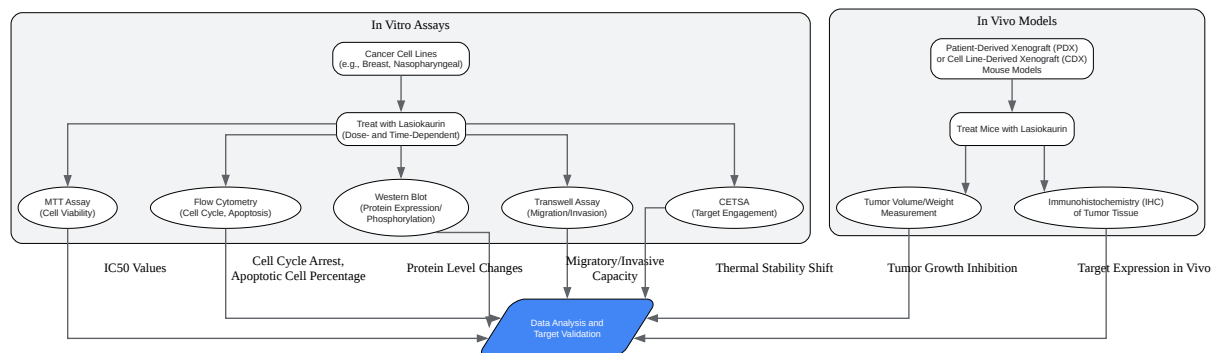 In Vitro Assays
Cancer Cell Lines
(e.g., Breast, Nasopharyngeal)
Treat with Lasiokaurin
(Dose- and Time-Dependent)
MTT Assay
(Cell Viability)
Flow Cytometry
(Cell Cycle, Apoptosis)
Western Blot
(Protein Expression/
Phosphorylation)
Transwell Assay
(Migration/Invasion)
CETSA
(Target Engagement)
In Vivo Models
Patient-Derived Xenograft (PDX)
or Cell Line-Derived Xenograft (CDX)
Mouse Models
Treat Mice with Lasiokaurin
Tumor Volume/Weight
Measurement
Immunohistochemistry (IHC)
of Tumor Tissue
IC50 Values
Cell Cycle Arrest,
Apoptotic Cell Percentage
Protein Level Changes
Migratory/Invasive
Capacity
Thermal Stability Shift
Tumor Growth Inhibition
Target Expression in Vivo
Data Analysis and
Target Validation